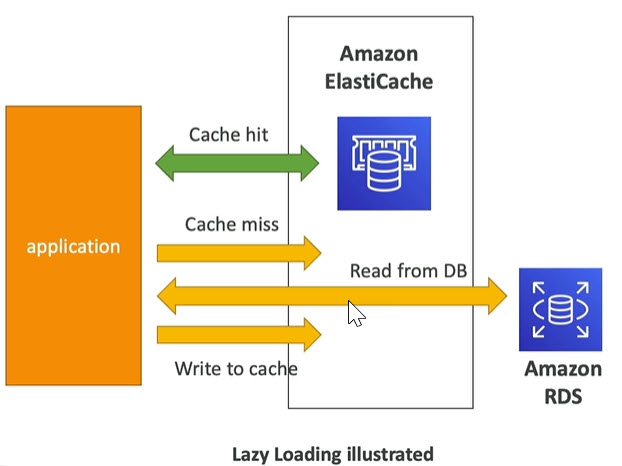 Amazon
ElastiCache
Cache hit
Cache miss
application
Read from DB
Write to cache
Amazon
RDS
Lazy Loading illustrated